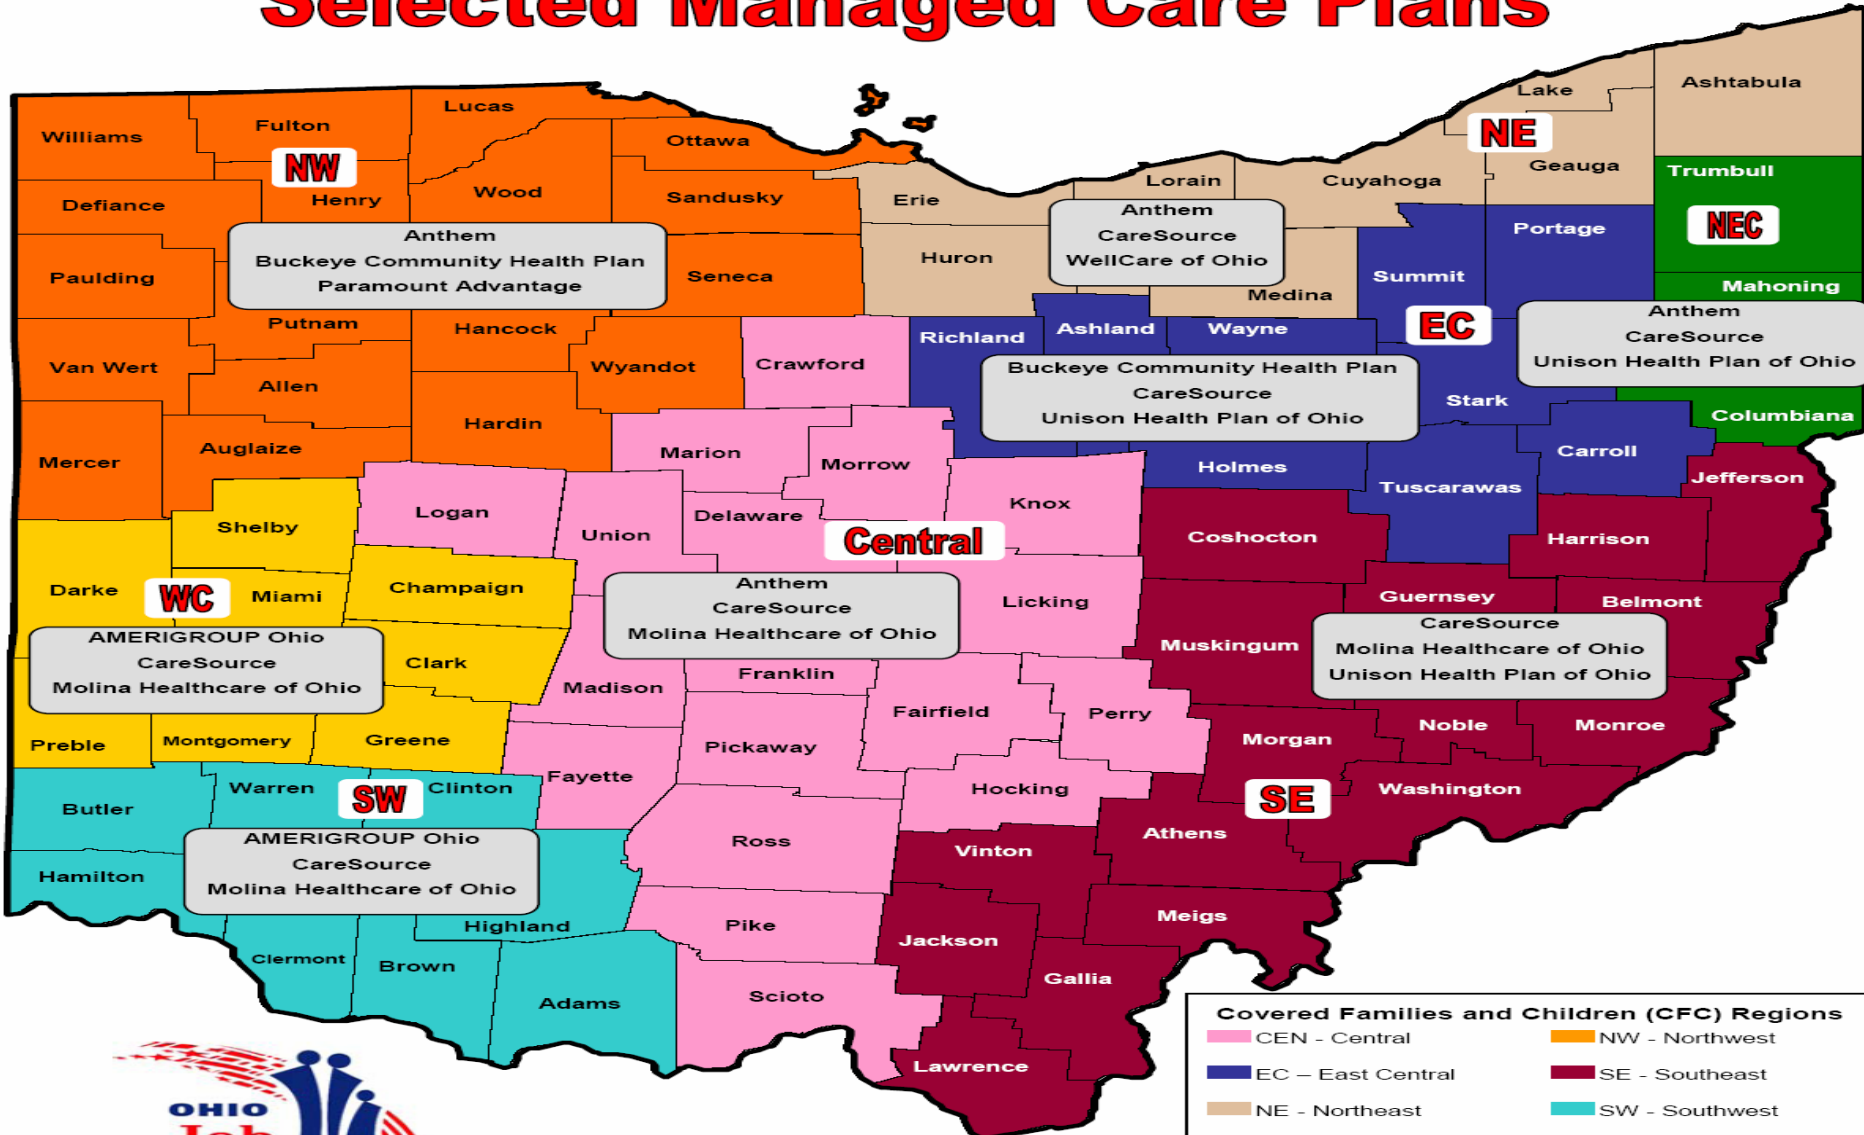 Selected Managed Care Plans
Lake
Ashtabula
Williams
Fulton
Lucas
Ottawa
NE
NW
Geauga
Trumbull
Defiance
Henry
Wood
Sandusky
Erie
Lorain
Cuyahoga
NEC
Anthem
CareSource
WellCare of Ohio
Portage
Anthem
Buckeye Community Health Plan
Paramount Advantage
Paulding
Seneca
Huron
Medina
Summit
Mahoning
Putnam
Hancock
Richland
Ashland
Wayne
EC
Anthem
CareSource
Unison Health Plan of Ohio
Van Wert
Allen
Wyandot
Crawford
Buckeye Community Health Plan
CareSource
Unison Health Plan of Ohio
Stark
Columbiana
Mercer
Auglaize
Hardin
Marion
Morrow
Holmes
Tuscarawas
Carroll
Jefferson
Shelby
Logan
Union
Delaware
Knox
Central
Coshocton
Harrison
Darke
WC
Miami
Champaign
Anthem
CareSource
Molina Healthcare of Ohio
Licking
Guernsey
Belmont
AMERIGROUP Ohio
CareSource
Molina Healthcare of Ohio
Clark
Muskingum
CareSource
Molina Healthcare of Ohio
Unison Health Plan of Ohio
Madison
Franklin
Fairfield
Perry
Noble
Monroe
Preble
Montgomery
Greene
Pickaway
Morgan
Fayette
Hocking
Washington
Butler
Warren
SW
Clinton
SE
Ross
Athens
Vinton
AMERIGROUP Ohio
CareSource
Molina Healthcare of Ohio
Hamilton
Highland
Pike
Jackson
Meigs
Clermont
Brown
Adams
Scioto
Gallia
Lawrence
Covered Families and Children (CFC) Regions
CEN - Central
NW - Northwest
EC – East Central
SE - Southeast
NE - Northeast
SW - Southwest
OHIO
Job